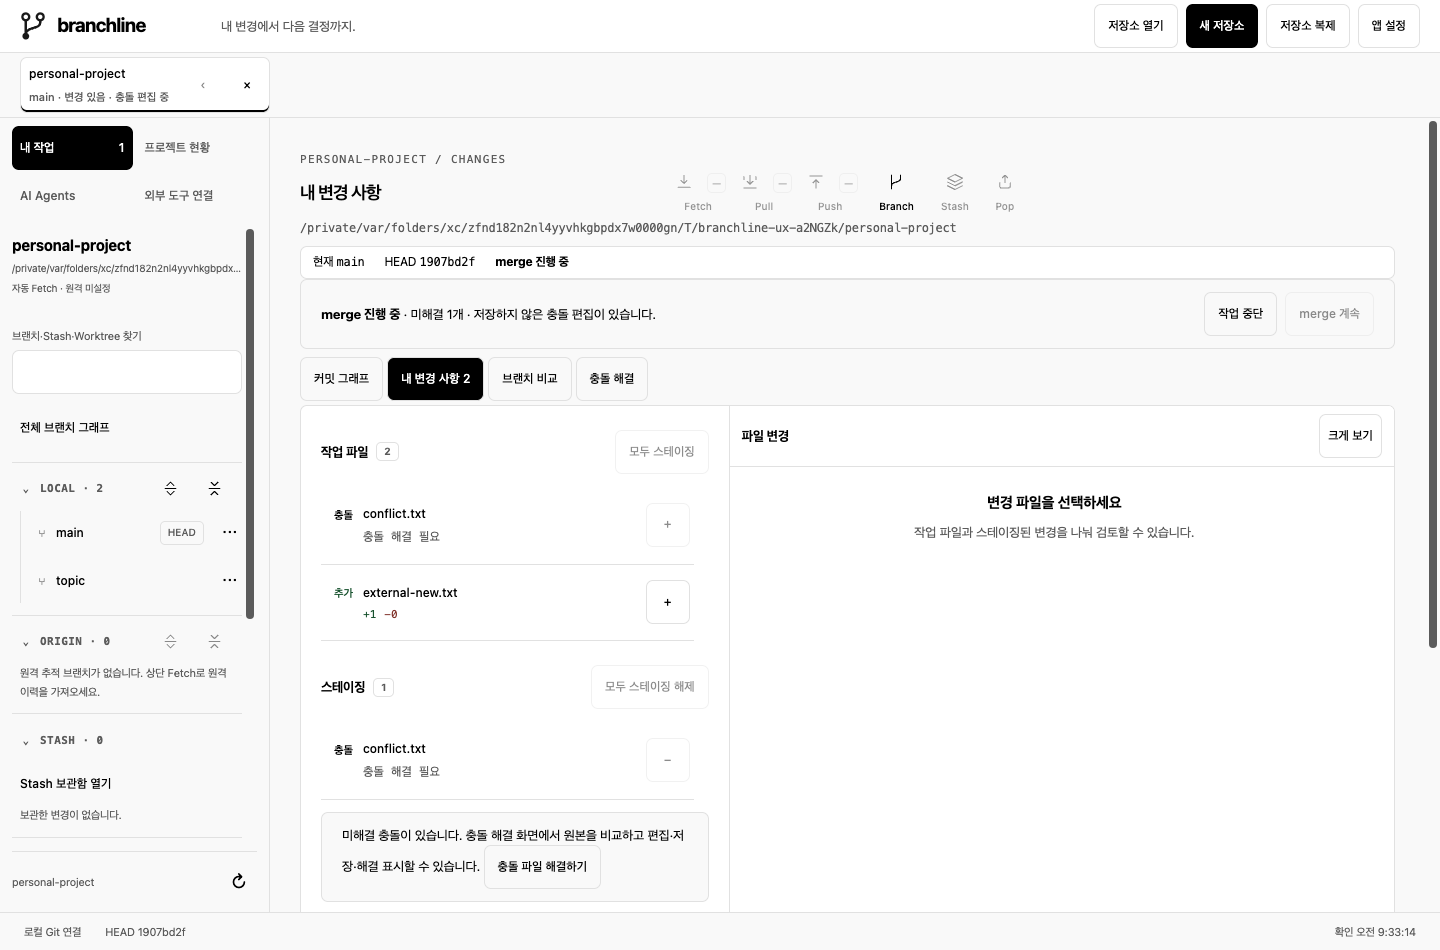 branchline
내 변경에서 다음 결정까지.
저장소 열기
새 저장소
저장소 복제
앱 설정
personal-project
main · 변경 있음 · 충돌 편집 중
‹
×
내 작업 1
프로젝트 현황
AI Agents
외부 도구 연결
personal-project
/private/var/folders/xc/zfnd182n2nl4yyvhkgbpdx...
자동 Fetch · 원격 미설정
브랜치·Stash·Worktree 찾기
전체 브랜치 그래프
LOCAL · 2
main HEAD ···
topic ···
ORIGIN · 0
원격 추적 브랜치가 없습니다. 상단 Fetch로 원격
이력을 가져오세요.
STASH · 0
Stash 보관함 열기
보관한 변경이 없습니다.
personal-project
PERSONAL-PROJECT / CHANGES
내 변경 사항
Fetch
Pull
Push
Branch
Stash
Pop
/private/var/folders/xc/zfnd182n2nl4yyvhkgbpdx7w0000gn/T/branchline-ux-a2NGZk/personal-project
현재 main HEAD 1907bd2f merge 진행 중
merge 진행 중 · 미해결 1개 · 저장하지 않은 충돌 편집이 있습니다.
작업 중단
merge 계속
커밋 그래프
내 변경 사항 2
브랜치 비교
충돌 해결
작업 파일 2
모두 스테이징
충돌 conflict.txt
충돌 해결 필요
+
추가 external-new.txt
+1 −0
+
스테이징 1
모두 스테이징 해제
충돌 conflict.txt
충돌 해결 필요
−
미해결 충돌이 있습니다. 충돌 해결 화면에서 원본을 비교하고 편집·저
장·해결 표시할 수 있습니다. 충돌 파일 해결하기
파일 변경
크게 보기
변경 파일을 선택하세요
작업 파일과 스테이징된 변경을 나눠 검토할 수 있습니다.
로컬 Git 연결
HEAD 1907bd2f
확인 오전 9:33:14